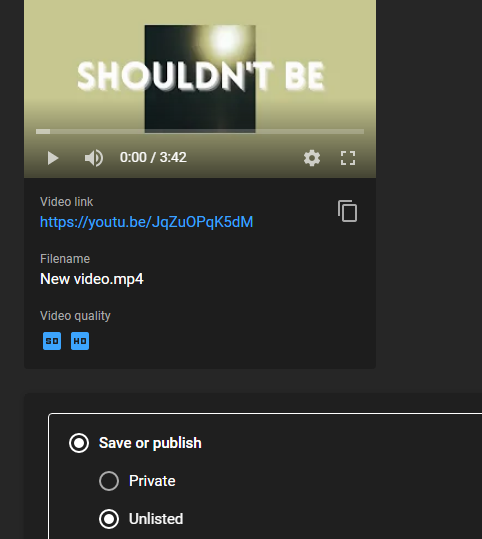 SHOULDN'T BE
0:00 / 3:42
Video link
https://youtu.be/JqZuOPqK5dM
Filename
New video.mp4
Video quality
SD HD
Save or publish
Private
Unlisted